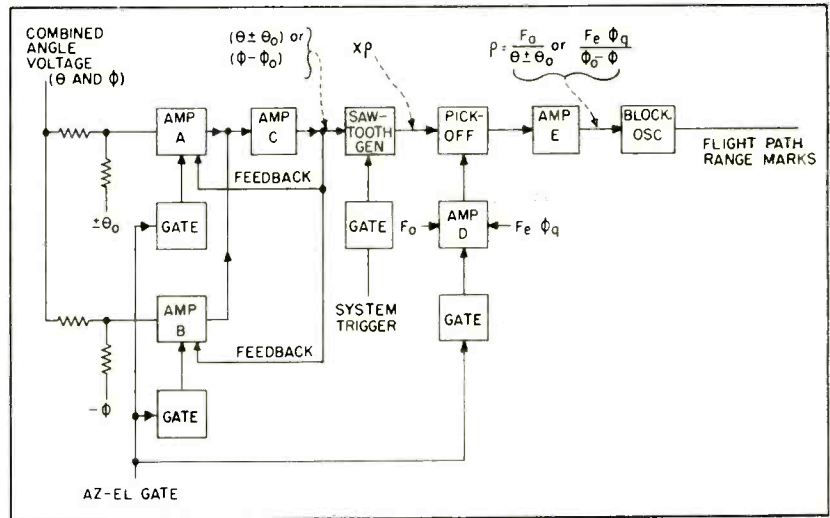 COMBINED
ANGLE
VOLTAGE
(θ AND ϕ)
(θ ± θo) or
(ϕ-ϕo)
xρ
ρ = Fo/θ±θo or Fe ϕq/ϕo-ϕ
AMP
A
AMP
C
SAW-
TOOTH
GEN
PICK-
OFF
AMP
E
BLOCK.
OSC
FLIGHT PATH
RANGE MARKS
FEEDBACK
±θo
GATE
GATE
Fo
AMP
D
Fe ϕq
SYSTEM
TRIGGER
GATE
AMP
B
FEEDBACK
-ϕ
GATE
AZ-EL GATE